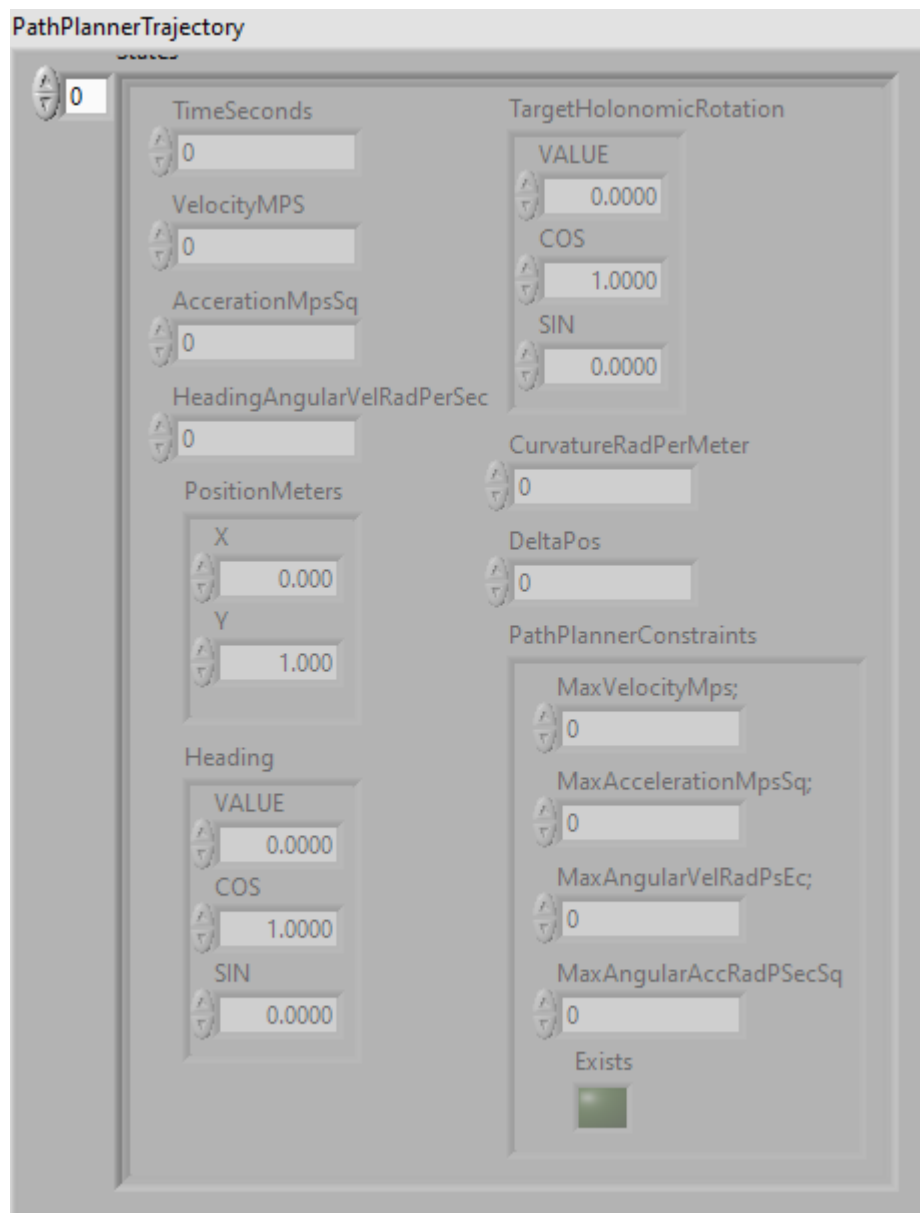 PathPlannerTrajectory
States
0
TimeSeconds
0
VelocityMPS
0
AccerationMpsSq
0
HeadingAngularVelRadPerSec
0
PositionMeters
X
0.000
Y
1.000
Heading
VALUE
0.0000
COS
1.0000
SIN
0.0000
TargetHolonomicRotation
VALUE
0.0000
COS
1.0000
SIN
0.0000
CurvatureRadPerMeter
0
DeltaPos
0
PathPlannerConstraints
MaxVelocityMps;
0
MaxAccelerationMpsSq;
0
MaxAngularVelRadPsEc;
0
MaxAngularAccRadPSecSq
0
Exists